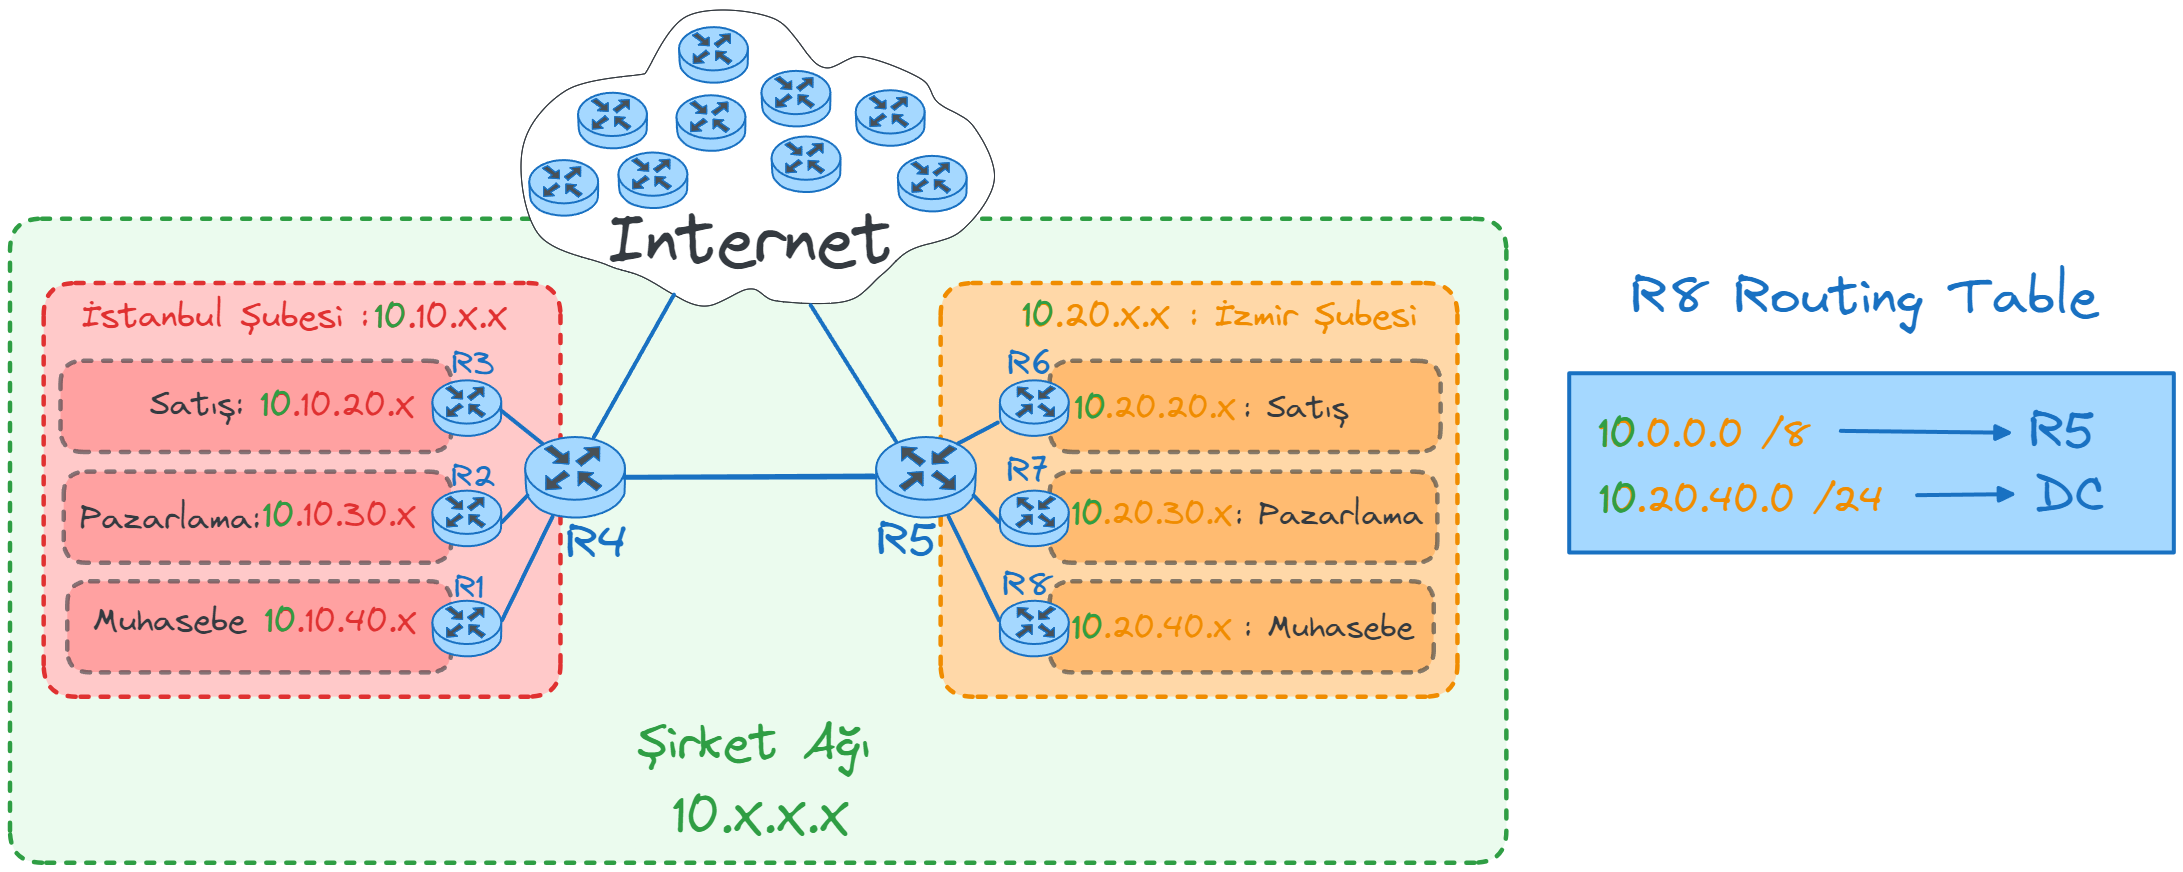 Internet
İstanbul Şubesi :10.10.x.x
R3
Satış: 10.10.20.x
R2
Pazarlama:10.10.30.x
R1
Muhasebe 10.10.40.x
R4
R5
10.20.x.x : İzmir Şubesi
R6
10.20.20.x : Satış
R7
10.20.30.x: Pazarlama
R8
10.20.40.x : Muhasebe
Şirket Ağı
10.x.x.x
R8 Routing Table
10.0.0.0 /8 R5
10.20.40.0 /24 DC